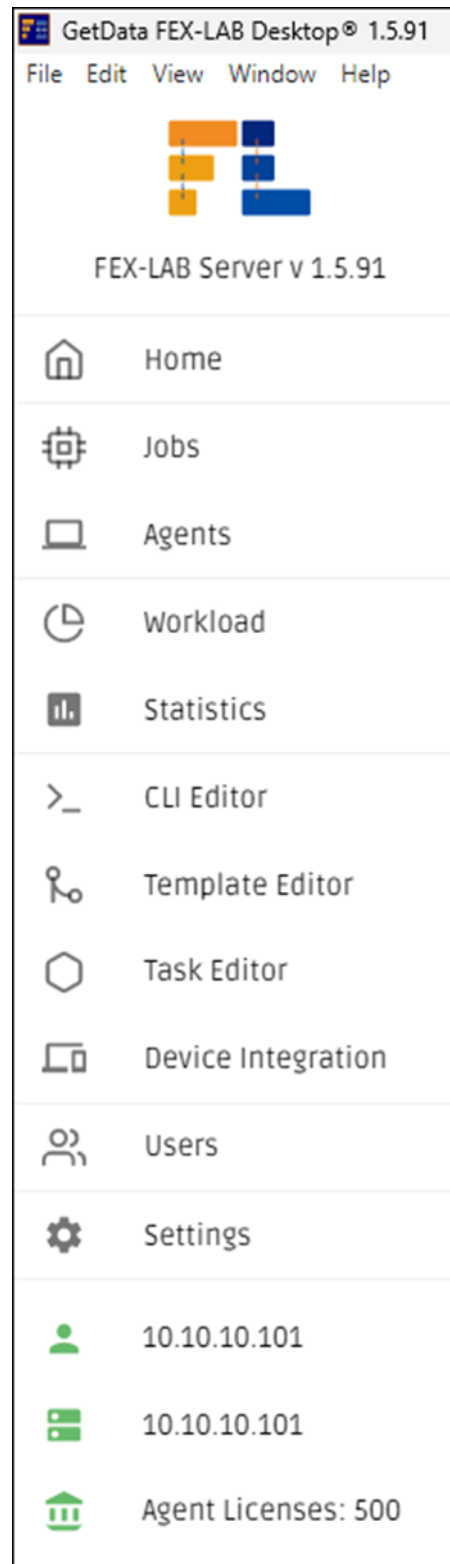 GetData FEX-LAB Desktop® 1.5.91
File Edit View Window Help
FEX-LAB Server v 1.5.91
Home
Jobs
Agents
Workload
Statistics
CLI Editor
Template Editor
Task Editor
Device Integration
Users
Settings
10.10.10.101
10.10.10.101
Agent Licenses: 500